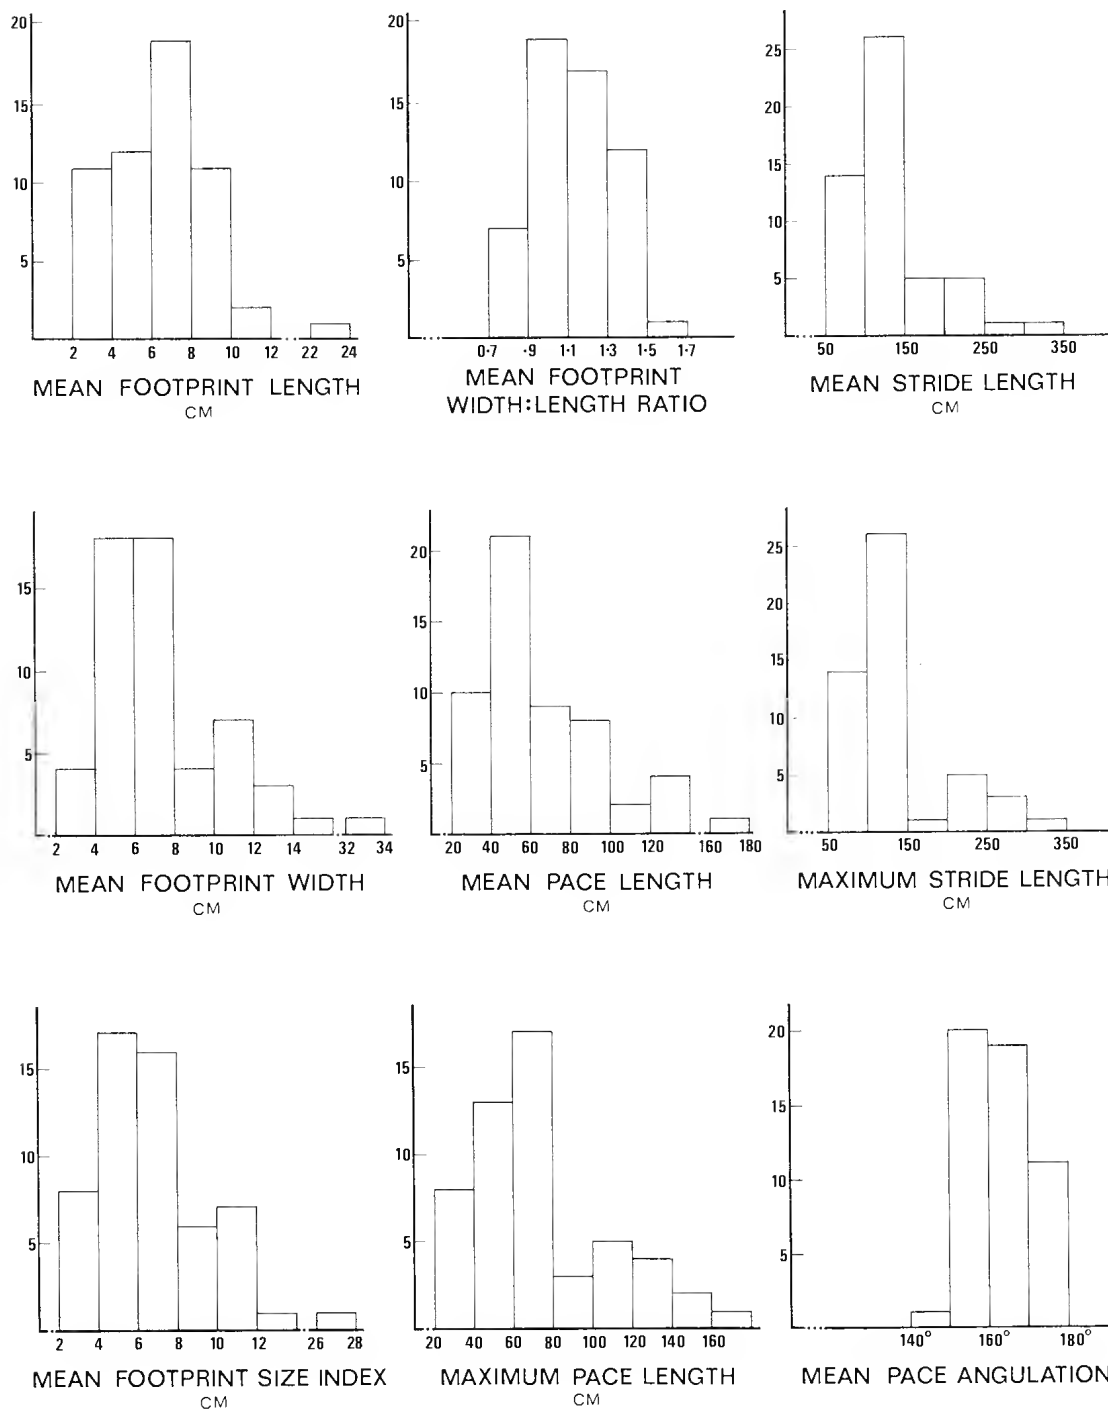 20
15
10
5
2 4 6 8 10 12 22 24
MEAN FOOTPRINT LENGTH
CM
20
15
10
5
0·7 ·9 1·1 1·3 1·5 1·7
MEAN FOOTPRINT
WIDTH:LENGTH RATIO
25
20
15
10
5
50 150 250 350
MEAN STRIDE LENGTH
CM
15
10
5
2 4 6 8 10 12 14 32 34
MEAN FOOTPRINT WIDTH
CM
20
15
10
5
20 40 60 80 100 120 160 180
MEAN PACE LENGTH
CM
25
20
15
10
5
50 150 250 350
MAXIMUM STRIDE LENGTH
CM
15
10
5
2 4 6 8 10 12 26 28
MEAN FOOTPRINT SIZE INDEX
CM
15
10
5
20 40 60 80 100 120 140 160
MAXIMUM PACE LENGTH
CM
20
15
10
5
140° 160° 180°
MEAN PACE ANGULATION